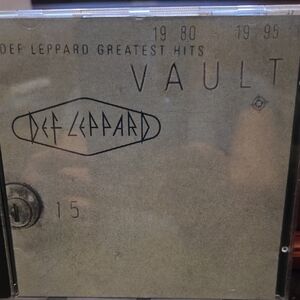 19 80 19 95
DEF LEPPARD GREATEST HITS
VAULT
DEF LEPPARD
15